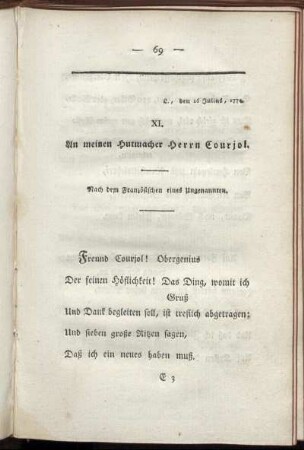 — 69 —
C., den 26 Julius, 177
XI.
An meinen Hutmacher Herrn Courjol.
Nach dem Französischen eines Ungenannten.
Freund Courjol! Obergenius
Der feinen Höflichkeit! Das Ding, womit ich
Gruß
Und Dank begleiten soll, ist treflich abgetragen;
Und sieben große Ritzen sagen,
Daß ich ein neues haben muß.
E 3